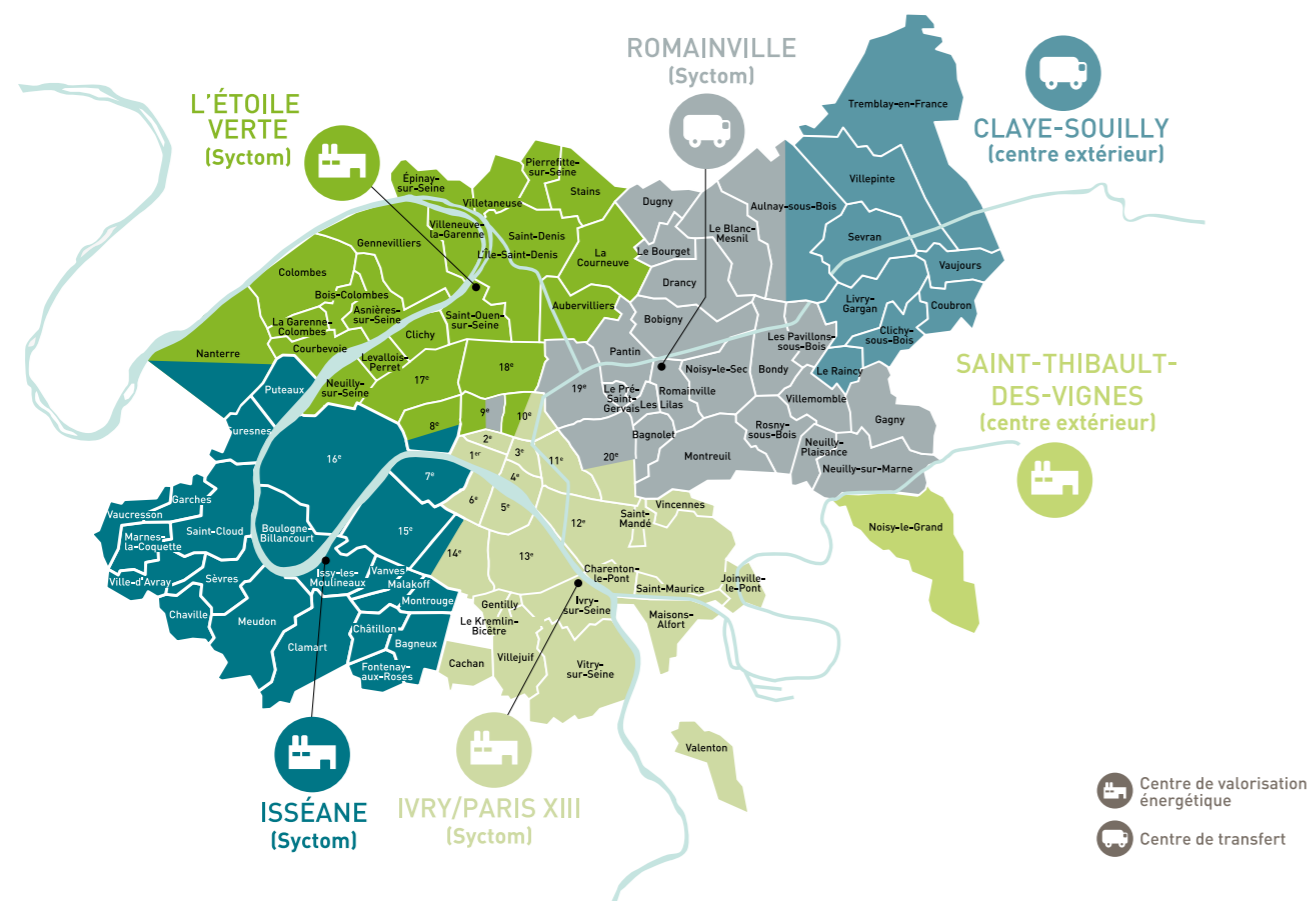 ROMAINVILLE
(Syctom)
L'ÉTOILE
VERTE
(Syctom)
CLAYE-SOUILLY
(centre extérieur)
SAINT-THIBAULT-
DES-VIGNES
(centre extérieur)
ISSÉANE
(Syctom)
IVRY/PARIS XIII
(Syctom)
Centre de valorisation
énergétique
Centre de transfert
Tremblay-en-France
Villepinte
Aulnay-sous-Bois
Sevran
Vaujours
Livry-
Gargan
Coubron
Clichy-
sous-Bois
Le Raincy
Épinay-
sur-Seine
Pierrefitte-
sur-Seine
Villetaneuse
Stains
Villeneuve-
la-Garenne
Saint-Denis
L'Île-Saint-Denis
La
Courneuve
Gennevilliers
Colombes
Bois-Colombes
Asnières-
sur-Seine
La Garenne-
Colombes
Courbevoie
Clichy
Saint-Ouen-
sur-Seine
Aubervilliers
Levallois-
Perret
Neuilly-
sur-Seine
Nanterre
17e
18e
8e
9e
10e
Dugny
Le Blanc-
Mesnil
Le Bourget
Drancy
Bobigny
Pantin
Les Pavillons-
sous-Bois
Noisy-le-Sec
Bondy
19e
Le Pré-
Saint-
Gervais
Les Lilas
Romainville
Villemomble
Gagny
Rosny-
sous-Bois
Neuilly-
Plaisance
Bagnolet
Montreuil
Neuilly-sur-Marne
20e
Noisy-le-Grand
Puteaux
Suresnes
16e
7e
Garches
Vaucresson
Marnes-
la-Coquette
Saint-Cloud
Boulogne-
Billancourt
15e
Ville-d'Avray
Sèvres
Issy-les-
Moulineaux
Vanves
Malakoff
Montrouge
Chaville
Meudon
Clamart
Châtillon
Bagneux
Fontenay-
aux-Roses
2e
1er
3e
4e
11e
6e
5e
12e
14e
13e
Vincennes
Saint-
Mandé
Charenton-
le-Pont
Saint-Maurice
Joinville-
le-Pont
Gentilly
Ivry-
sur-Seine
Maisons-
Alfort
Le Kremlin-
Bicêtre
Cachan
Villejuif
Vitry-
sur-Seine
Valenton